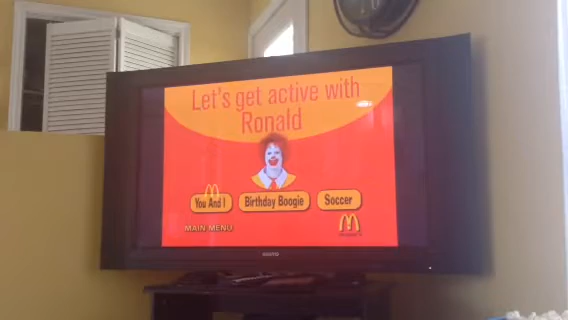 Let's get active with
Ronald
You And I
Birthday Boogie
Soccer
MAIN MENU